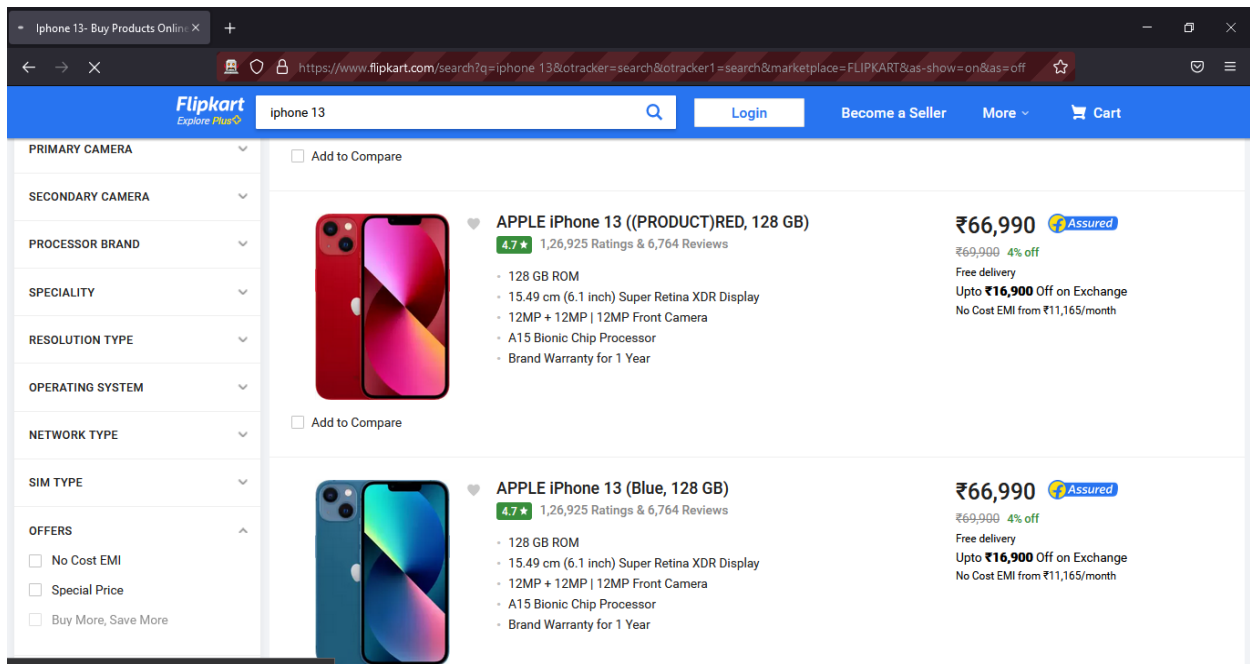 Iphone 13- Buy Products Online
https://www.flipkart.com/search?q=iphone 13&otracker=search&otracker1=search&marketplace=FLIPKART&as-show=on&as=off
Flipkart
Explore Plus
iphone 13
Login
Become a Seller
More
Cart
PRIMARY CAMERA
SECONDARY CAMERA
PROCESSOR BRAND
SPECIALITY
RESOLUTION TYPE
OPERATING SYSTEM
NETWORK TYPE
SIM TYPE
OFFERS
No Cost EMI
Special Price
Buy More, Save More
Add to Compare
APPLE iPhone 13 ((PRODUCT)RED, 128 GB)
4.7★ 1,26,925 Ratings & 6,764 Reviews
128 GB ROM
15.49 cm (6.1 inch) Super Retina XDR Display
12MP + 12MP | 12MP Front Camera
A15 Bionic Chip Processor
Brand Warranty for 1 Year
₹66,990 Assured
₹69,900 4% off
Free delivery
Upto ₹16,900 Off on Exchange
No Cost EMI from ₹11,165/month
Add to Compare
APPLE iPhone 13 (Blue, 128 GB)
4.7★ 1,26,925 Ratings & 6,764 Reviews
128 GB ROM
15.49 cm (6.1 inch) Super Retina XDR Display
12MP + 12MP | 12MP Front Camera
A15 Bionic Chip Processor
Brand Warranty for 1 Year
₹66,990 Assured
₹69,900 4% off
Free delivery
Upto ₹16,900 Off on Exchange
No Cost EMI from ₹11,165/month